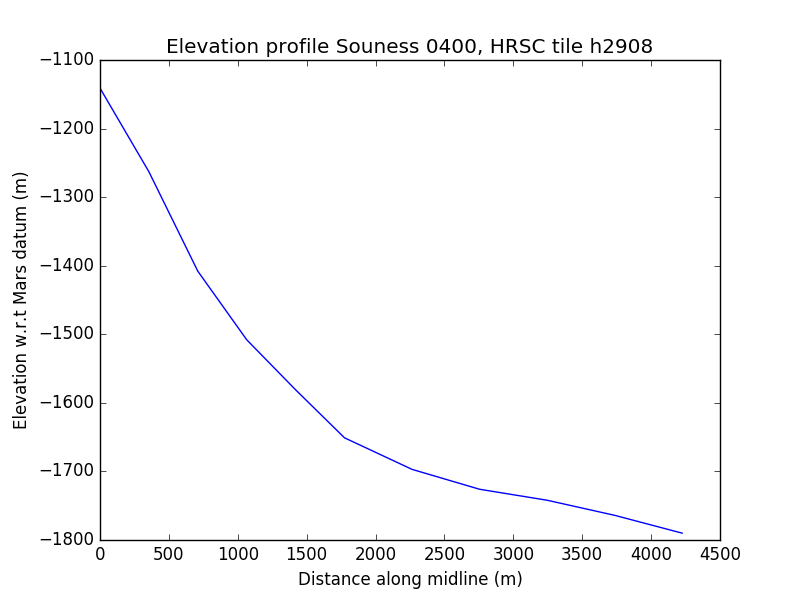 Elevation profile Souness 0400, HRSC tile h2908
−1100
−1200
−1300
−1400
−1500
−1600
−1700
−1800
Elevation w.r.t Mars datum (m)
0 500 1000 1500 2000 2500 3000 3500 4000 4500
Distance along midline (m)